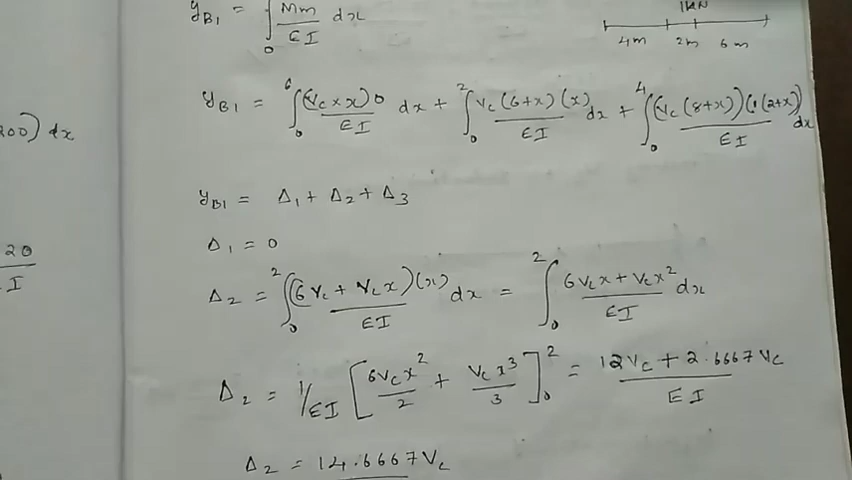 y_B1 = ∫₀ Mm/EI dx
1KN
4m 2m 6m
y_B1 = ∫₀⁶ (V_c × x) 0 / EI dx + ∫₀² V_c (6+x) (x) / EI dx + ∫₀⁴ (V_c (8+x)) (1(2+x)) / EI dx
200) dx
y_B1 = Δ₁ + Δ₂ + Δ₃
Δ₁ = 0
20 / I
Δ₂ = ∫₀² (6V_c + V_c x) (x) / EI dx = ∫₀² 6V_c x + V_c x² / EI dx
Δ₂ = 1/EI [6V_c x² / 2 + V_c x³ / 3]₀² = 12V_c + 2.6667V_c / EI
Δ₂ = 14.6667V_c